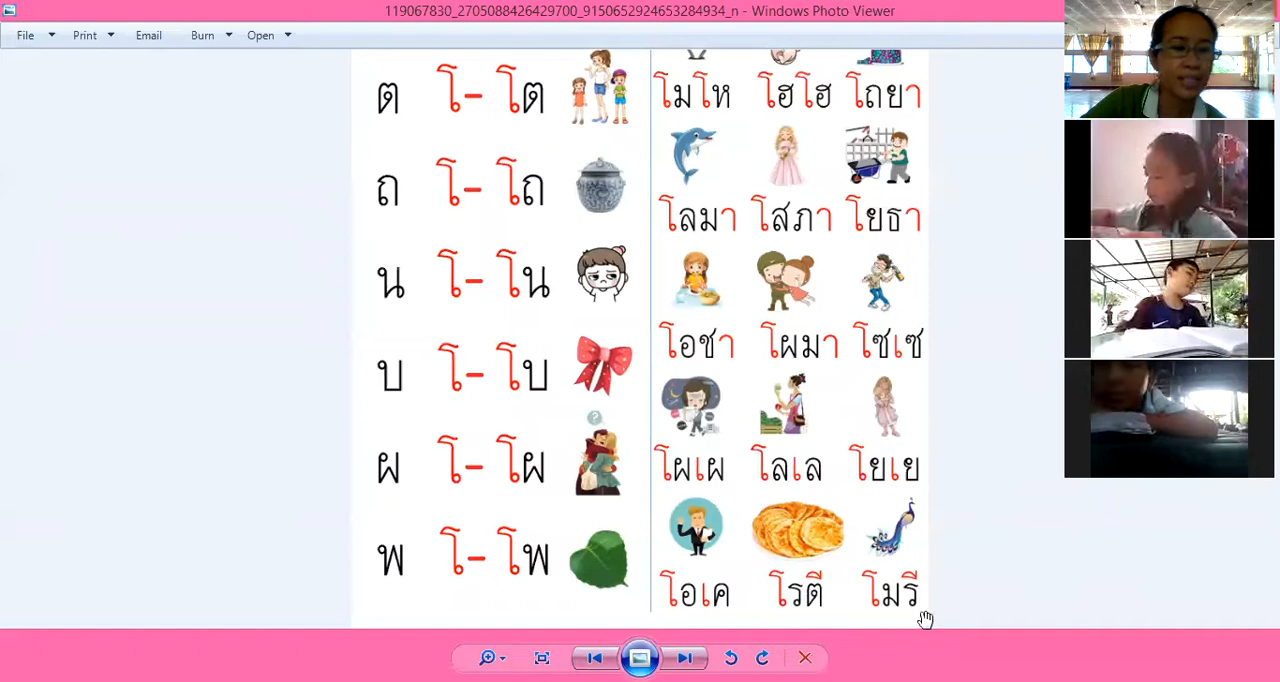 119067830_2705088426429700_9150652924653284934_n - Windows Photo Viewer
File Print Email Burn Open
ต โ- โต
ถ โ- โถ
น โ- โน
บ โ- โบ
ผ โ- โผ
พ โ- โพ
โมโห โฮโฮ โถยา
โลมา โสภา โยธา
โอชา โผมา โซเซ
โผเผ โลเล โยเย
โอเค โรตี โมรี
?